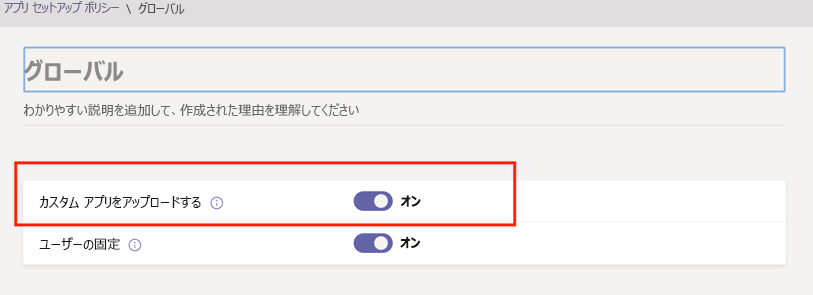 アプリ セットアップ ポリシー \ グローバル
グローバル
わかりやすい説明を追加して、作成された理由を理解してください
カスタム アプリをアップロードする オン
ユーザーの固定 オン